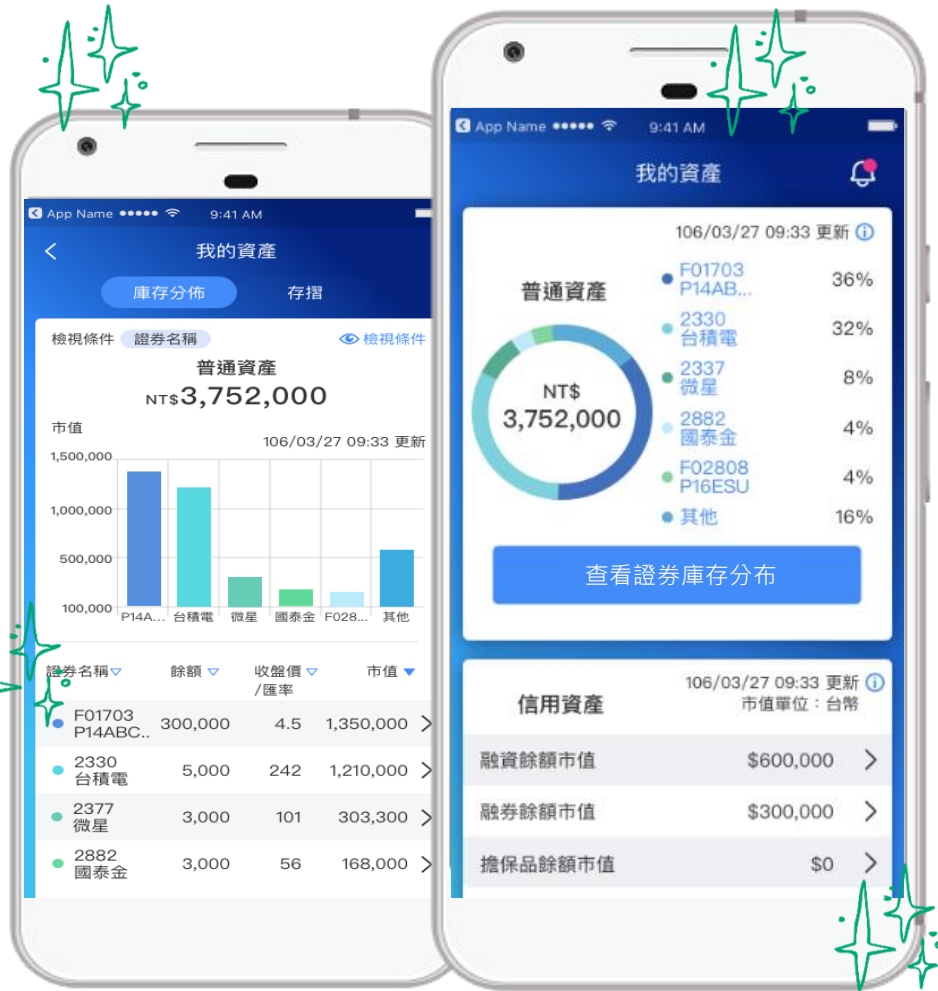 App Name
9:41 AM
我的資產
庫存分佈
存摺
檢視條件
證券名稱
檢視條件
普通資產
NT$3,752,000
市值
106/03/27 09:33 更新
1,500,000
1,000,000
500,000
100,000
P14A...
台積電
微星
國泰金
F028...
其他
證券名稱
餘額
收盤價
/匯率
市值
F01703
P14ABC..
300,000
4.5
1,350,000
2330
台積電
5,000
242
1,210,000
2377
微星
3,000
101
303,300
2882
國泰金
3,000
56
168,000
App Name
9:41 AM
我的資產
106/03/27 09:33 更新
普通資產
NT$
3,752,000
F01703
P14AB...
36%
2330
台積電
32%
2337
微星
8%
2882
國泰金
4%
F02808
P16ESU
4%
其他
16%
查看證券庫存分布
信用資產
106/03/27 09:33 更新
市值單位：台幣
融資餘額市值
$600,000
融券餘額市值
$300,000
擔保品餘額市值
$0